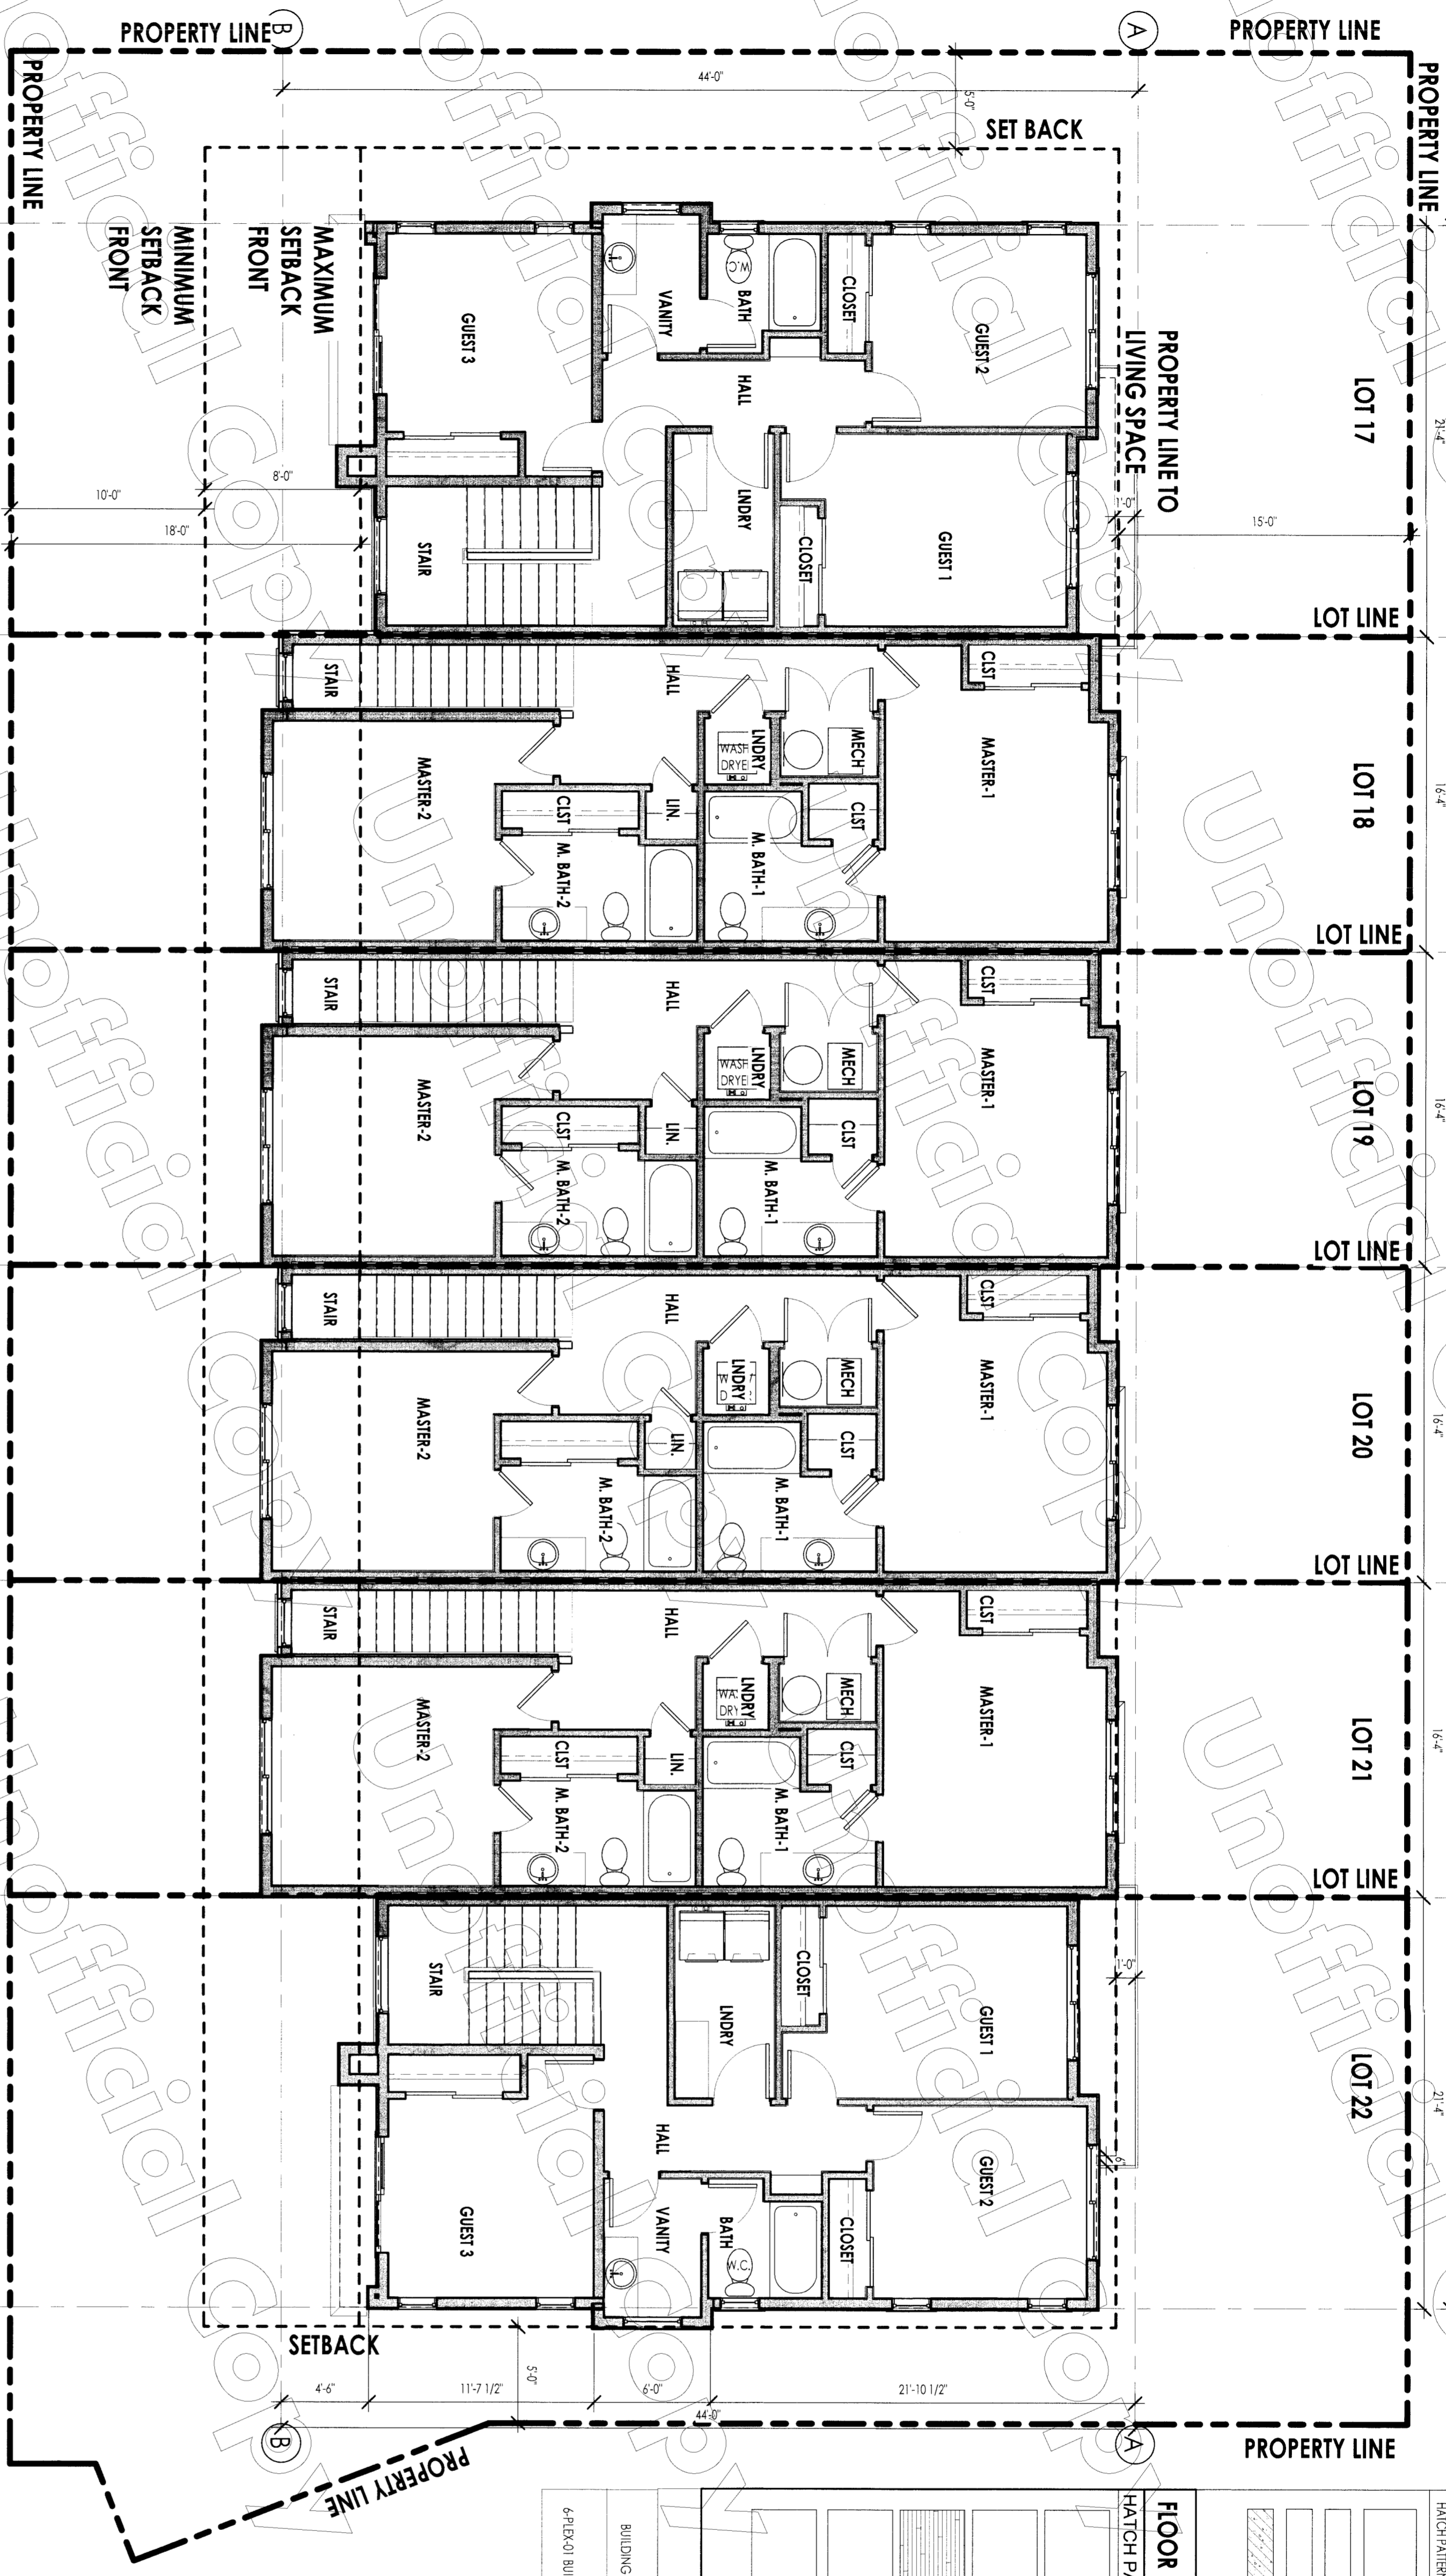 PROPERTY LINE
B
A
PROPERTY LINE
PROPERTY LINE
PROPERTY LINE
44'-0"
5'-0"
SET BACK
MAXIMUM
SETBACK
FRONT
MINIMUM
SETBACK
FRONT
PROPERTY LINE TO
LIVING SPACE
LOT 17
21'-4"
GUEST 3
VANITY
BATH
W.C.
CLOSET
GUEST 2
HALL
LNDRY
CLOSET
GUEST 1
STAIR
8'-0"
10'-0"
18'-0"
1'-0"
15'-0"
LOT LINE
STAIR
HALL
CLST
LNDRY
MECH
MASTER-1
MASTER-2
CLST
LIN.
CLST
M. BATH-2
M. BATH-1
LOT 18
16'-4"
LOT LINE
STAIR
HALL
CLST
LNDRY
MECH
MASTER-1
MASTER-2
CLST
LIN.
CLST
M. BATH-2
M. BATH-1
LOT 19
16'-4"
LOT LINE
STAIR
HALL
CLST
LNDRY
MECH
MASTER-1
MASTER-2
LIN.
CLST
M. BATH-2
M. BATH-1
LOT 20
16'-4"
LOT LINE
STAIR
HALL
CLST
LNDRY
MECH
MASTER-1
MASTER-2
CLST
LIN.
CLST
M. BATH-2
M. BATH-1
LOT 21
16'-4"
LOT LINE
STAIR
LNDRY
CLOSET
GUEST 1
1'-0"
LOT 22
21'-4"
HALL
GUEST 2
6"
GUEST 3
VANITY
BATH
W.C.
CLOSET
SETBACK
5'-0"
4'-6"
11'-7 1/2"
6'-0"
21'-10 1/2"
44'-0"
B
A
PROPERTY LINE
PROPERTY LINE
FLOOR
BUILDING
6-PLEX-01
Unofficial Copy
Unofficial Copy
Unofficial Copy
Unofficial Copy